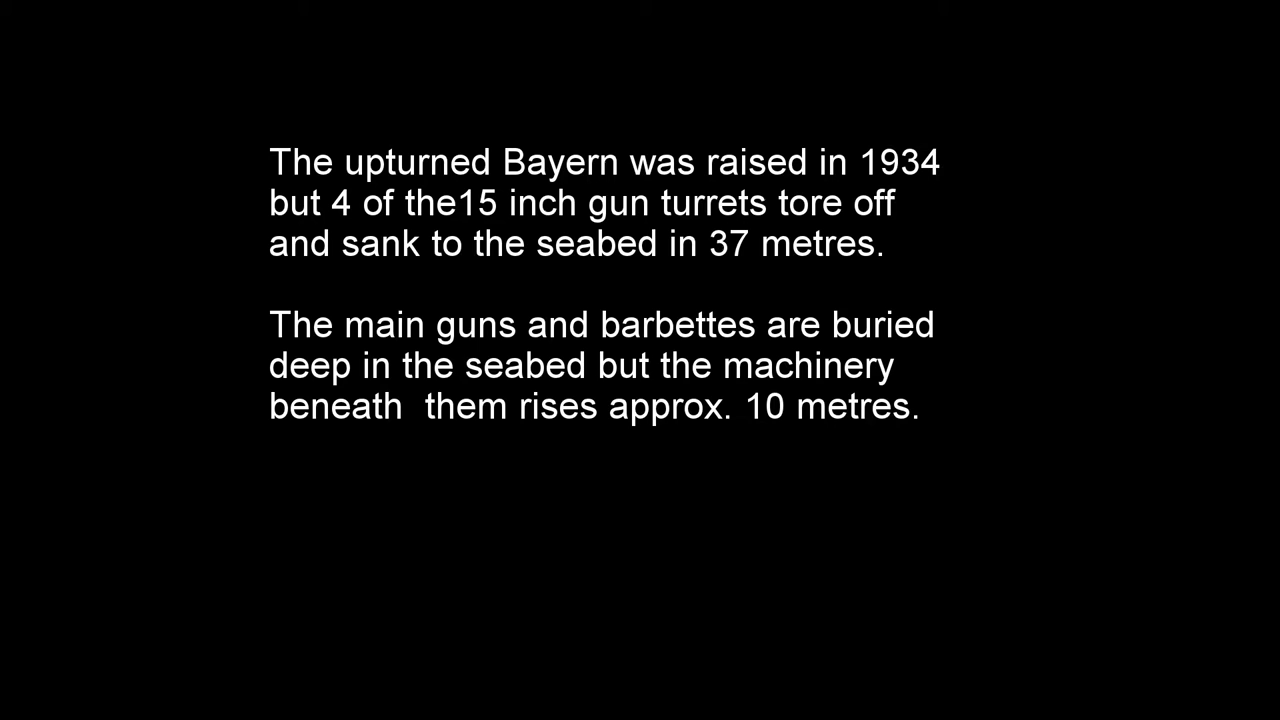 The upturned Bayern was raised in 1934
but 4 of the15 inch gun turrets tore off
and sank to the seabed in 37 metres.
The main guns and barbettes are buried
deep in the seabed but the machinery
beneath  them rises approx. 10 metres.